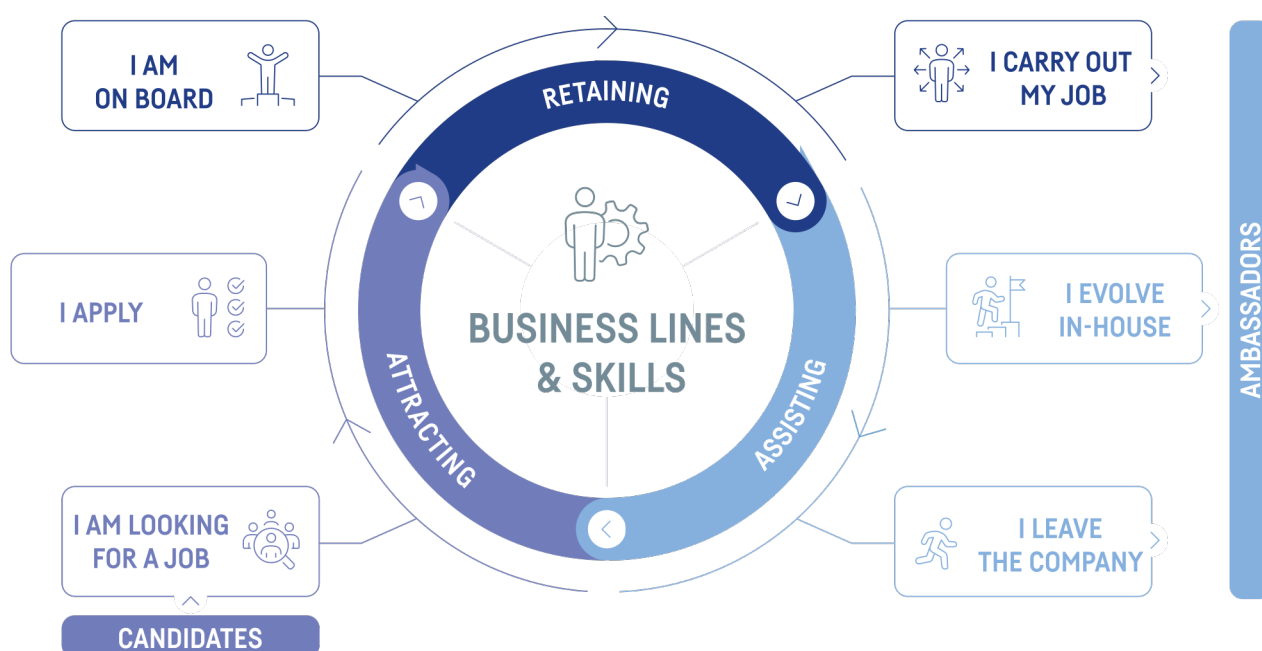 I AM
ON BOARD
RETAINING
I CARRY OUT
MY JOB
I APPLY
BUSINESS LINES
& SKILLS
I EVOLVE
IN-HOUSE
AMBASSADORS
ATTRACTING
ASSISTING
I AM LOOKING
FOR A JOB
I LEAVE
THE COMPANY
CANDIDATES